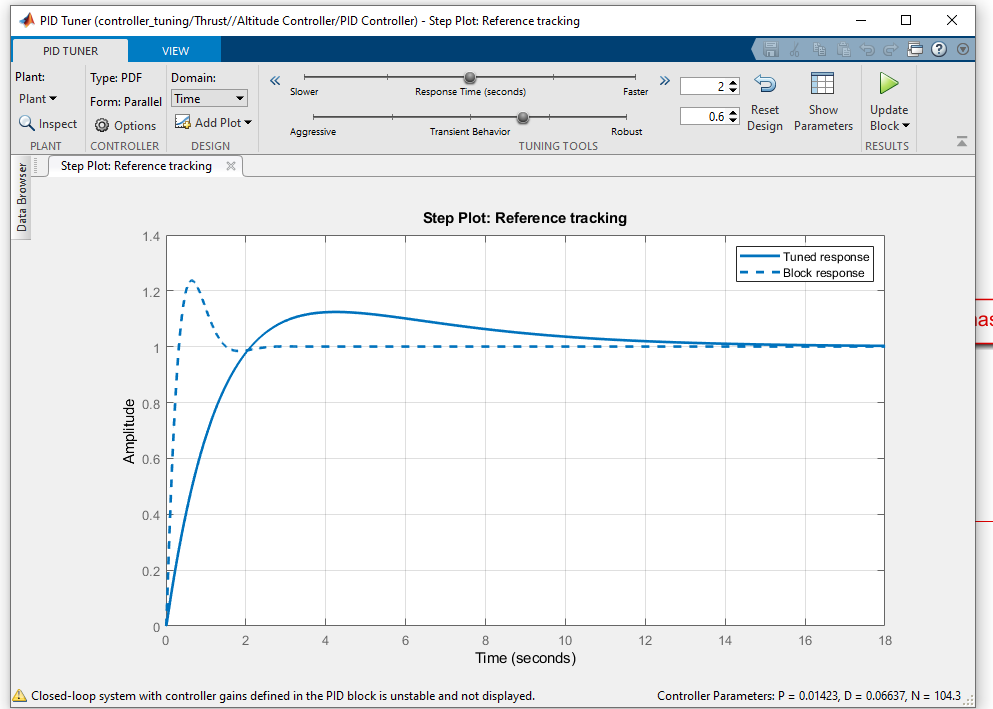 PID Tuner (controller_tuning/Thrust//Altitude Controller/PID Controller) - Step Plot: Reference tracking
PID TUNER VIEW
Plant: Type: PDF Domain:
Plant Form: Parallel Time
Inspect Options Add Plot
PLANT CONTROLLER DESIGN
Slower Response Time (seconds) Faster 2
Aggressive Transient Behavior Robust 0.6
TUNING TOOLS
Reset Design
Show Parameters
Update Block
RESULTS
Data Browser
Step Plot: Reference tracking
Step Plot: Reference tracking
Tuned response
Block response
Amplitude
1.4
1.2
1
0.8
0.6
0.4
0.2
0
0 2 4 6 8 10 12 14 16 18
Time (seconds)
Closed-loop system with controller gains defined in the PID block is unstable and not displayed.
Controller Parameters: P = 0.01423, D = 0.06637, N = 104.3